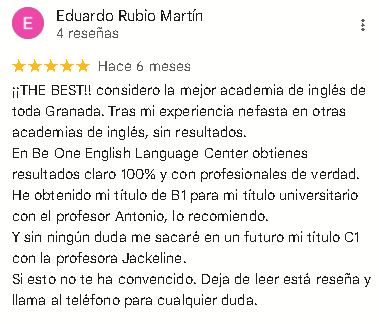 E
Eduardo Rubio Martín
4 reseñas
Hace 6 meses
¡¡THE BEST!! considero la mejor academia de inglés de
toda Granada. Tras mi experiencia nefasta en otras
academias de inglés, sin resultados.
En Be One English Language Center obtienes
resultados claro 100% y con profesionales de verdad.
He obtenido mi título de B1 para mi título universitario
con el profesor Antonio, lo recomiendo.
Y sin ningún duda me sacaré en un futuro mi título C1
con la profesora Jackeline.
Si esto no te ha convencido. Deja de leer está reseña y
llama al teléfono para cualquier duda.